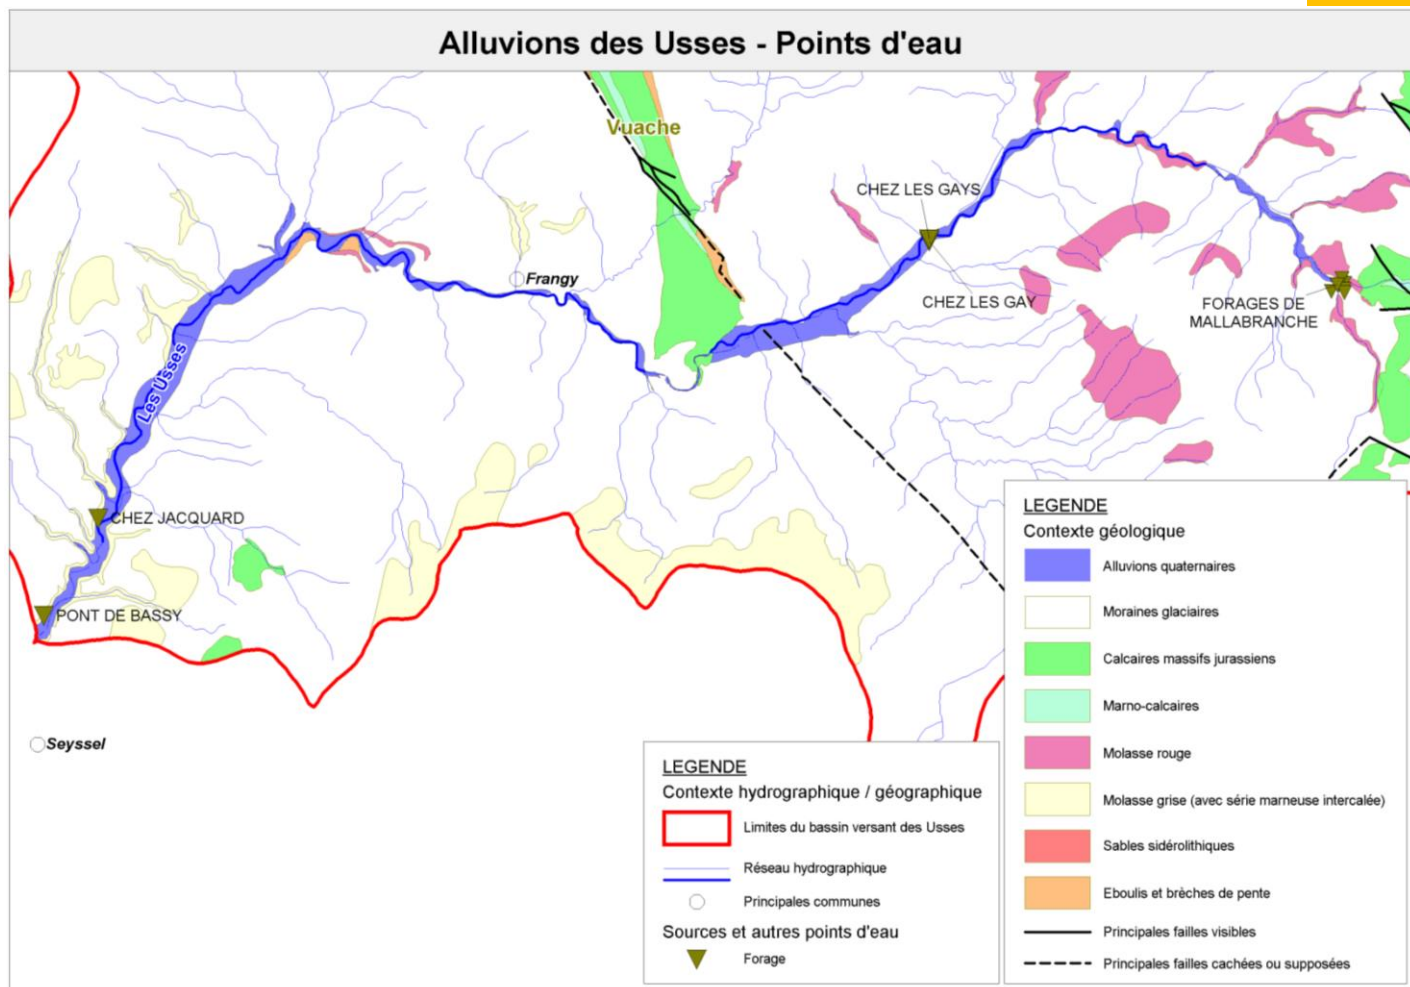 Alluvions des Usses - Points d'eau
Vuache
CHEZ LES GAYS
CHEZ LES GAY
FORAGES DE
MALLABRANCHE
Frangy
Les Usses
CHEZ JACQUARD
PONT DE BASSY
Seyssel
LEGENDE
Contexte hydrographique / géographique
Limites du bassin versant des Usses
Réseau hydrographique
Principales communes
Sources et autres points d'eau
Forage
LEGENDE
Contexte géologique
Alluvions quaternaires
Moraines glaciaires
Calcaires massifs jurassiens
Marno-calcaires
Molasse rouge
Molasse grise (avec série marneuse intercalée)
Sables sidérolithiques
Eboulis et brèches de pente
Principales failles visibles
Principales failles cachées ou supposées